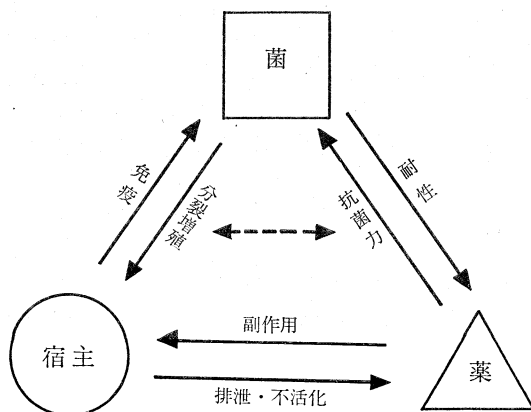 菌
免疫
分裂増殖
抗菌力
耐性
副作用
宿主
薬
排泄・不活化